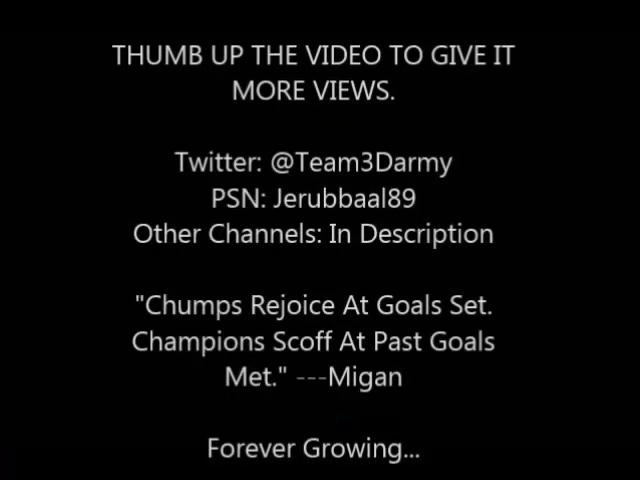 THUMB UP THE VIDEO TO GIVE IT
MORE VIEWS.
Twitter: @Team3Darmy
PSN: Jerubbaal89
Other Channels: In Description
"Chumps Rejoice At Goals Set.
Champions Scoff At Past Goals
Met." ---Migan
Forever Growing...